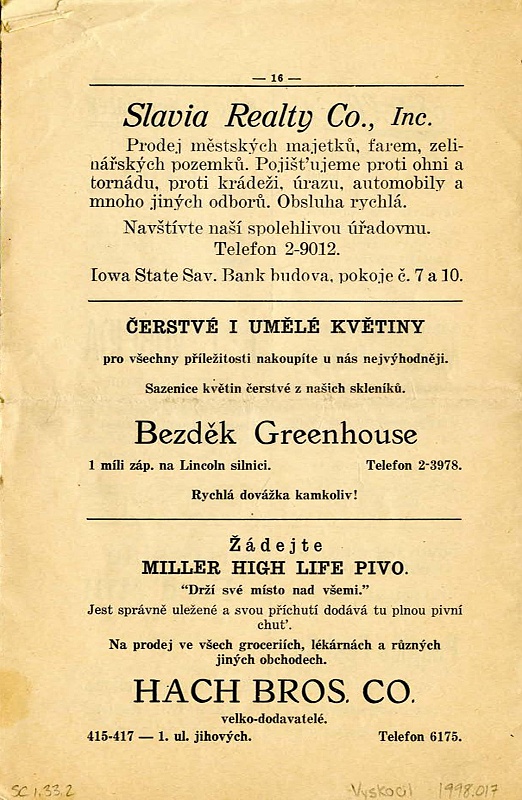 — 16 —
Slavia Realty Co., Inc.
Prodej městských majetků, farem, zeli-
nářských pozemků. Pojišt'ujeme proti ohni a
tornádu, proti krádeži, úrazu, automobily a
mnoho jiných odborů. Obsluha rychlá.
Navštívte naší spolehlivou úřadovnu.
Telefon 2-9012.
Iowa State Sav. Bank budova, pokoje č. 7 a 10.
ČERSTVÉ I UMĚLÉ KVĚTINY
pro všechny příležitosti nakoupíte u nás nejvýhodněji.
Sazenice květin čerstvé z našich skleníků.
Bezděk Greenhouse
1 míli záp. na Lincoln silnici. Telefon 2-3978.
Rychlá dovážka kamkoliv!
Žádejte
MILLER HIGH LIFE PIVO.
“Drží své místo nad všemi.”
Jest správně uležené a svou příchutí dodává tu plnou pivní
chut'.
Na prodej ve všech groceriích, lékárnách a různých
jiných obchodech.
HACH BROS. CO.
velko-dodavatelé.
415-417 — 1. ul. jihových. Telefon 6175.
SC 1.33.2 Vyskocil 1998.017